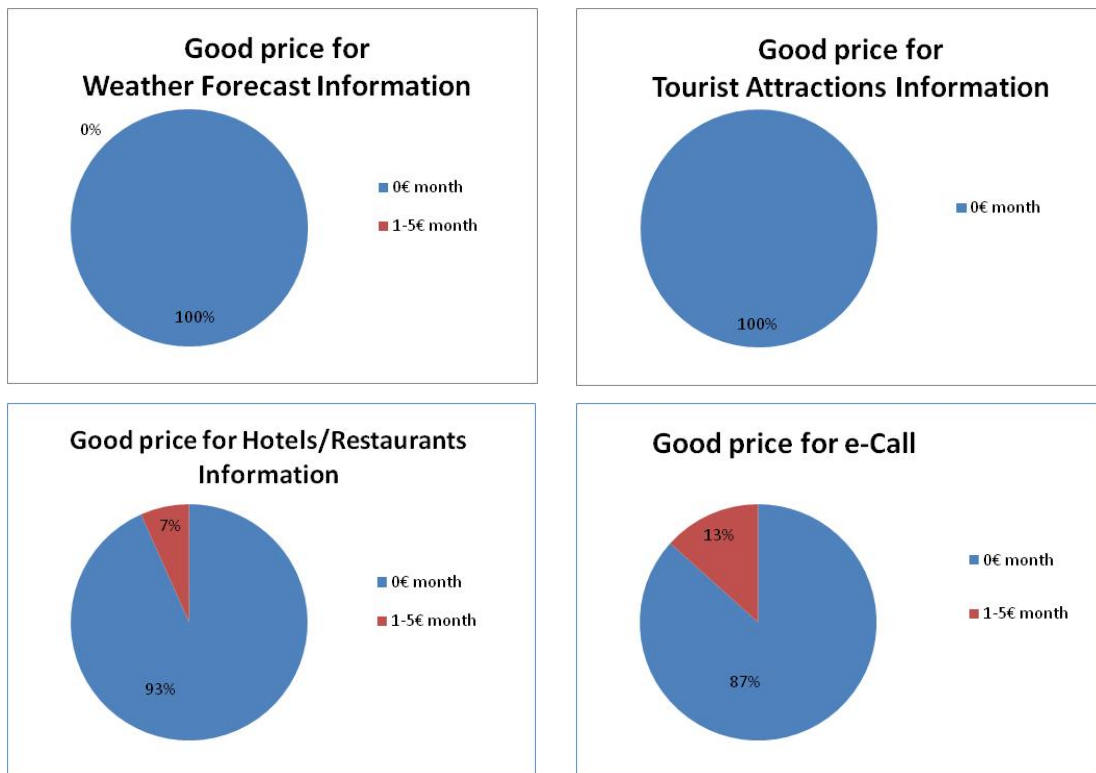 Good price for
Weather Forecast Information
0%
100%
0€ month
1-5€ month
Good price for
Tourist Attractions Information
100%
0€ month
Good price for Hotels/Restaurants
Information
7%
93%
0€ month
1-5€ month
Good price for e-Call
13%
87%
0€ month
1-5€ month